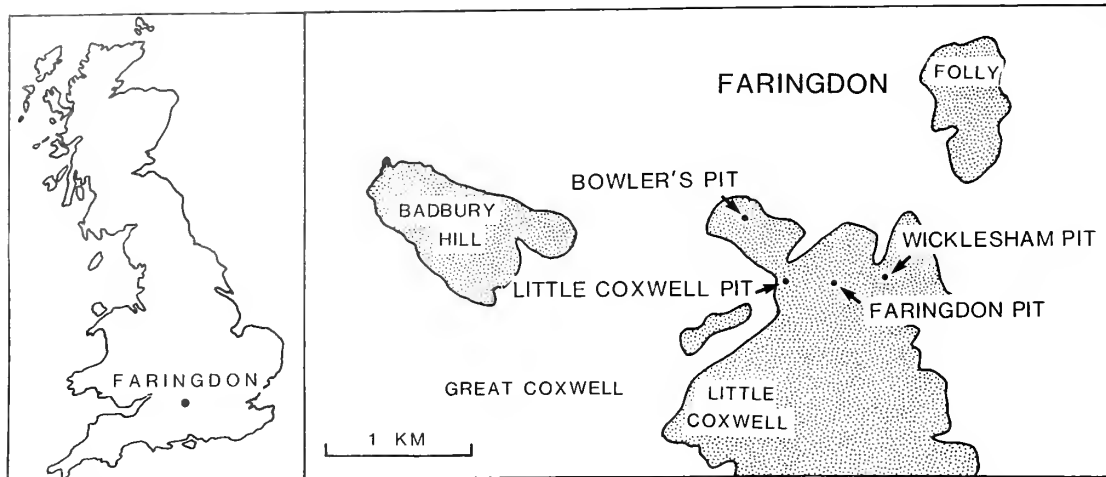 FARINGDON
FARINGDON
FOLLY
BOWLER'S PIT
BADBURY
HILL
WICKLESHAM PIT
LITTLE COXWELL PIT
FARINGDON PIT
GREAT COXWELL
LITTLE
COXWELL
1 KM